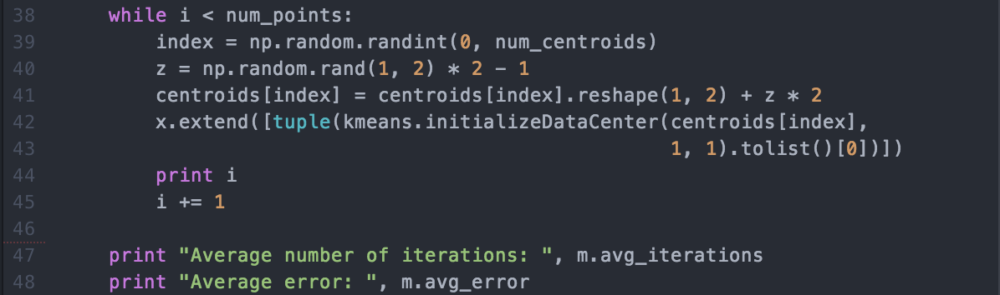 38 while i < num_points:
39 index = np.random.randint(0, num_centroids)
40 z = np.random.rand(1, 2) * 2 - 1
41 centroids[index] = centroids[index].reshape(1, 2) + z * 2
42 x.extend([tuple(kmeans.initializeDataCenter(centroids[index],
43 1, 1).tolist()[0])])
44 print i
45 i += 1
46
47 print "Average number of iterations: ", m.avg_iterations
48 print "Average error: ", m.avg_error